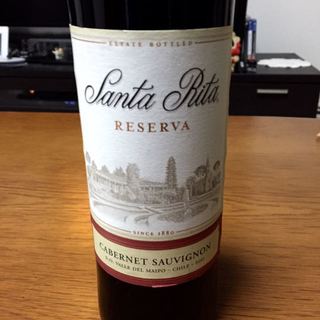 ESTATE BOTTLED
Santa Rita
RESERVA
SINCE 1880
CABERNET SAUVIGNON
D.O. VALLE DEL MAIPO - CHILE -